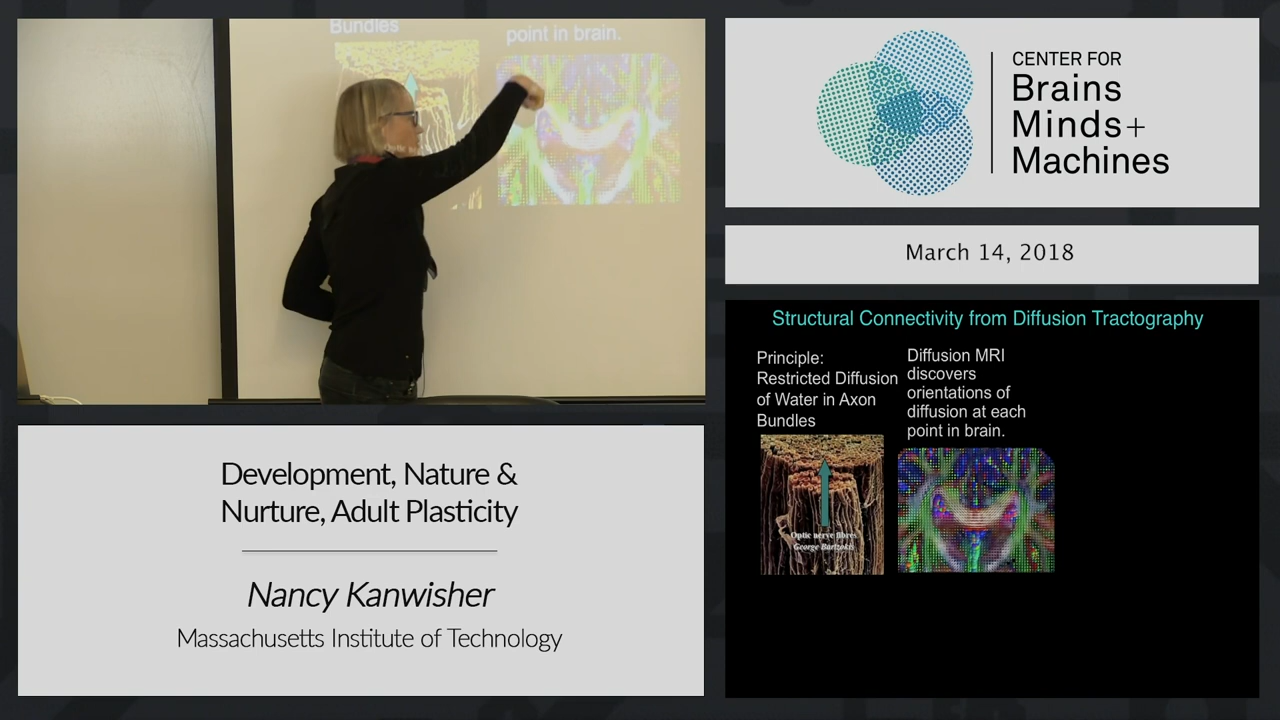 Bundles
point in brain.
CENTER FOR
Brains
Minds+
Machines
March 14, 2018
Structural Connectivity from Diffusion Tractography
Principle:
Restricted Diffusion
of Water in Axon
Bundles
Diffusion MRI
discovers
orientations of
diffusion at each
point in brain.
Optic nerve fibres
George Bartzokis
Development, Nature &
Nurture, Adult Plasticity
Nancy Kanwisher
Massachusetts Institute of Technology